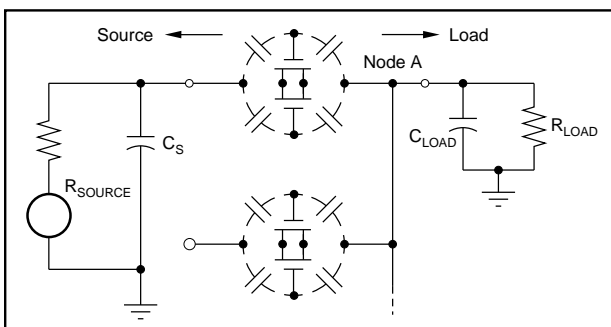 Source
Load
Node A
C_S
R_SOURCE
C_LOAD
R_LOAD